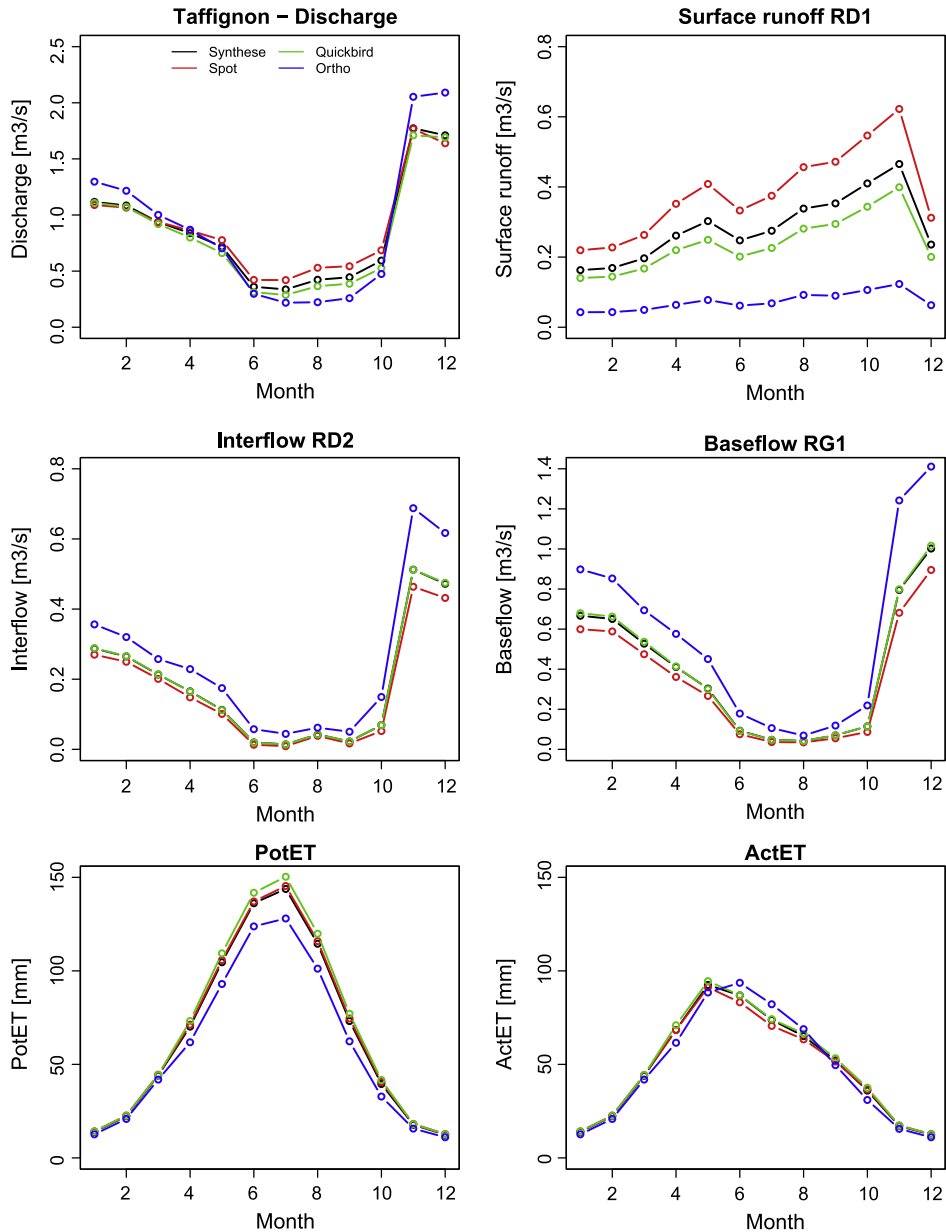 Taffignon − Discharge
Synthese
Spot
Quickbird
Ortho
Discharge [m3/s]
0.0 0.5 1.0 1.5 2.0 2.5
2 4 6 8 10 12
Month
Surface runoff RD1
Surface runoff [m3/s]
0.0 0.2 0.4 0.6 0.8
2 4 6 8 10 12
Month
Interflow RD2
Interflow [m3/s]
0.0 0.2 0.4 0.6 0.8
2 4 6 8 10 12
Month
Baseflow RG1
Baseflow [m3/s]
0.0 0.2 0.4 0.6 0.8 1.0 1.2 1.4
2 4 6 8 10 12
Month
PotET
PotET [mm]
0 50 100 150
2 4 6 8 10 12
Month
ActET
ActET [mm]
0 50 100 150
2 4 6 8 10 12
Month